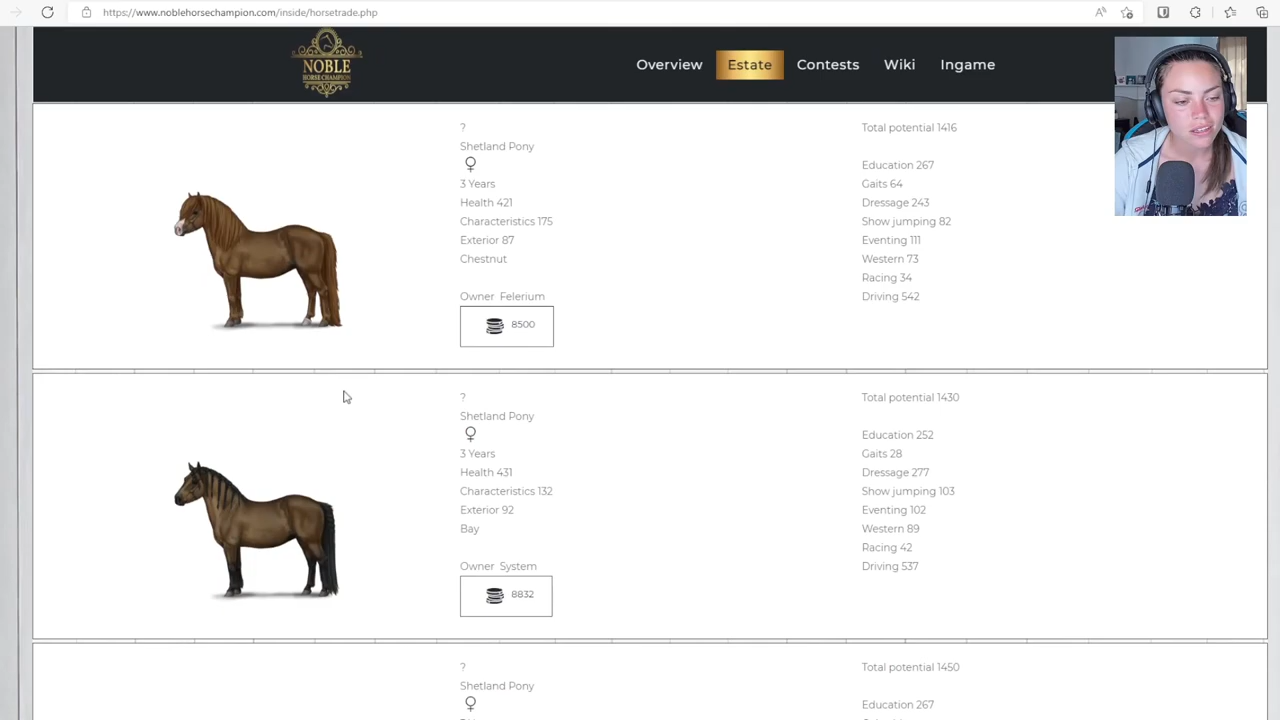 https://www.noblehorsechampion.com/inside/horsetrade.php
NOBLE
HORSE CHAMPION
Overview
Estate
Contests
Wiki
Ingame
?
Shetland Pony
3 Years
Health 421
Characteristics 175
Exterior 87
Chestnut
Owner Felerium
8500
Total potential 1416
Education 267
Gaits 64
Dressage 243
Show jumping 82
Eventing 111
Western 73
Racing 34
Driving 542
?
Shetland Pony
3 Years
Health 431
Characteristics 132
Exterior 92
Bay
Owner System
8832
Total potential 1430
Education 252
Gaits 28
Dressage 277
Show jumping 103
Eventing 102
Western 89
Racing 42
Driving 537
?
Shetland Pony
Total potential 1450
Education 267